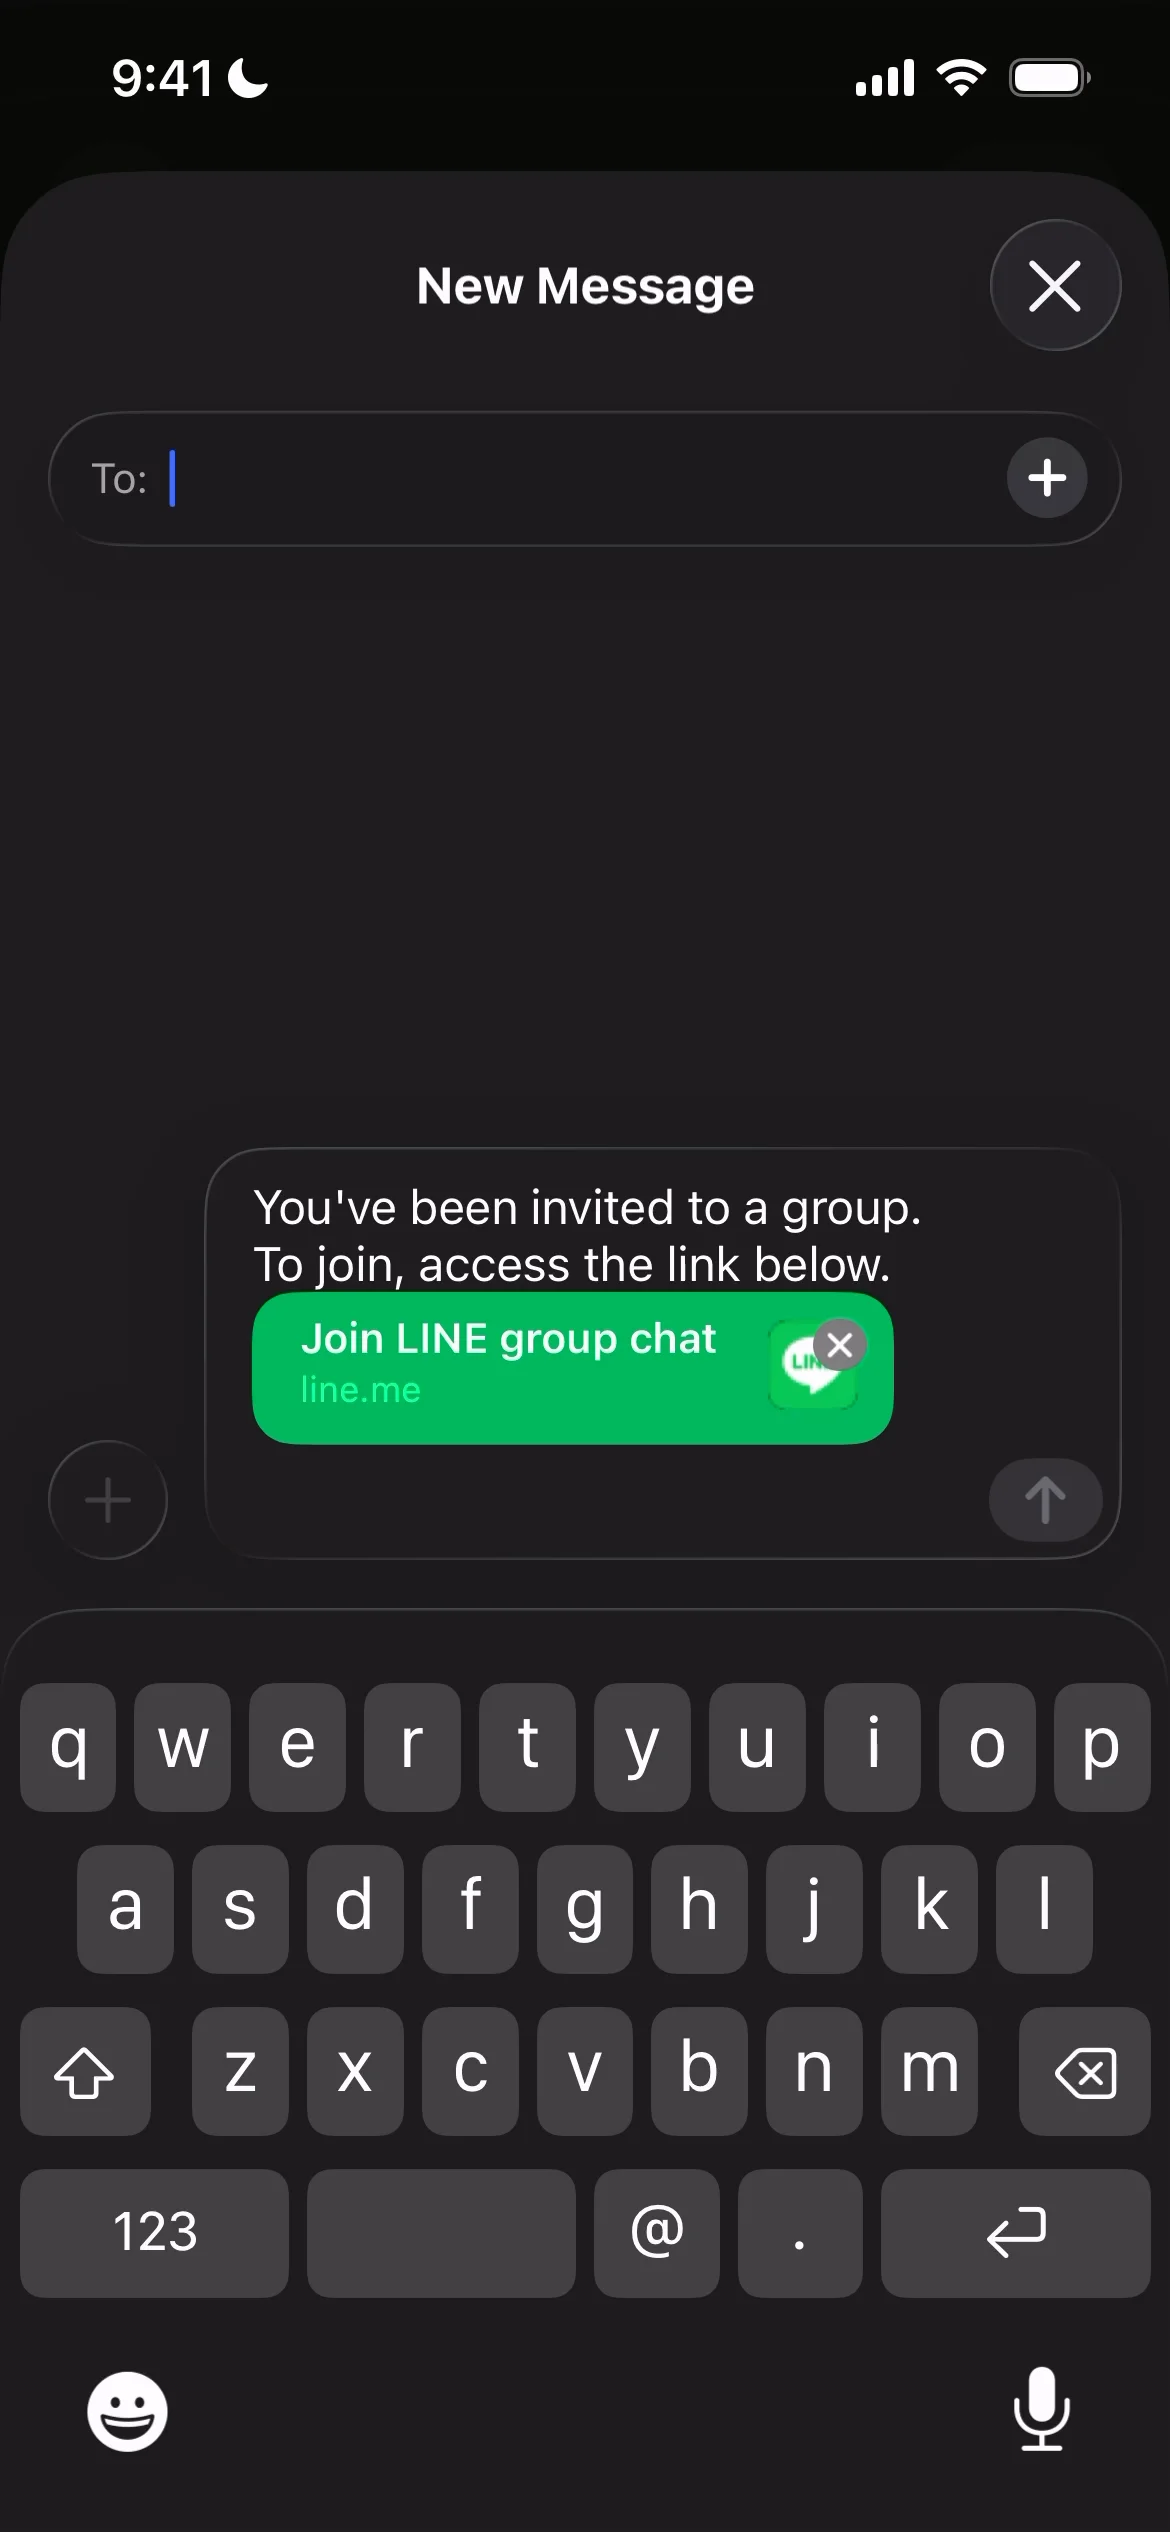 9:41
New Message
To:
You've been invited to a group.
To join, access the link below.
Join LINE group chat
line.me
q w e r t y u i o p
a s d f g h j k l
z x c v b n m
123 @ .